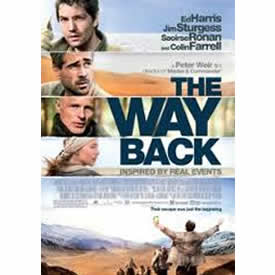 Ed Harris
Jim Sturgess
Saoirse Ronan
and Colin Farrell
a Peter Weir film
director of Master & Commander
THE
WAY
BACK
INSPIRED BY REAL EVENTS
Their escape was just the beginning